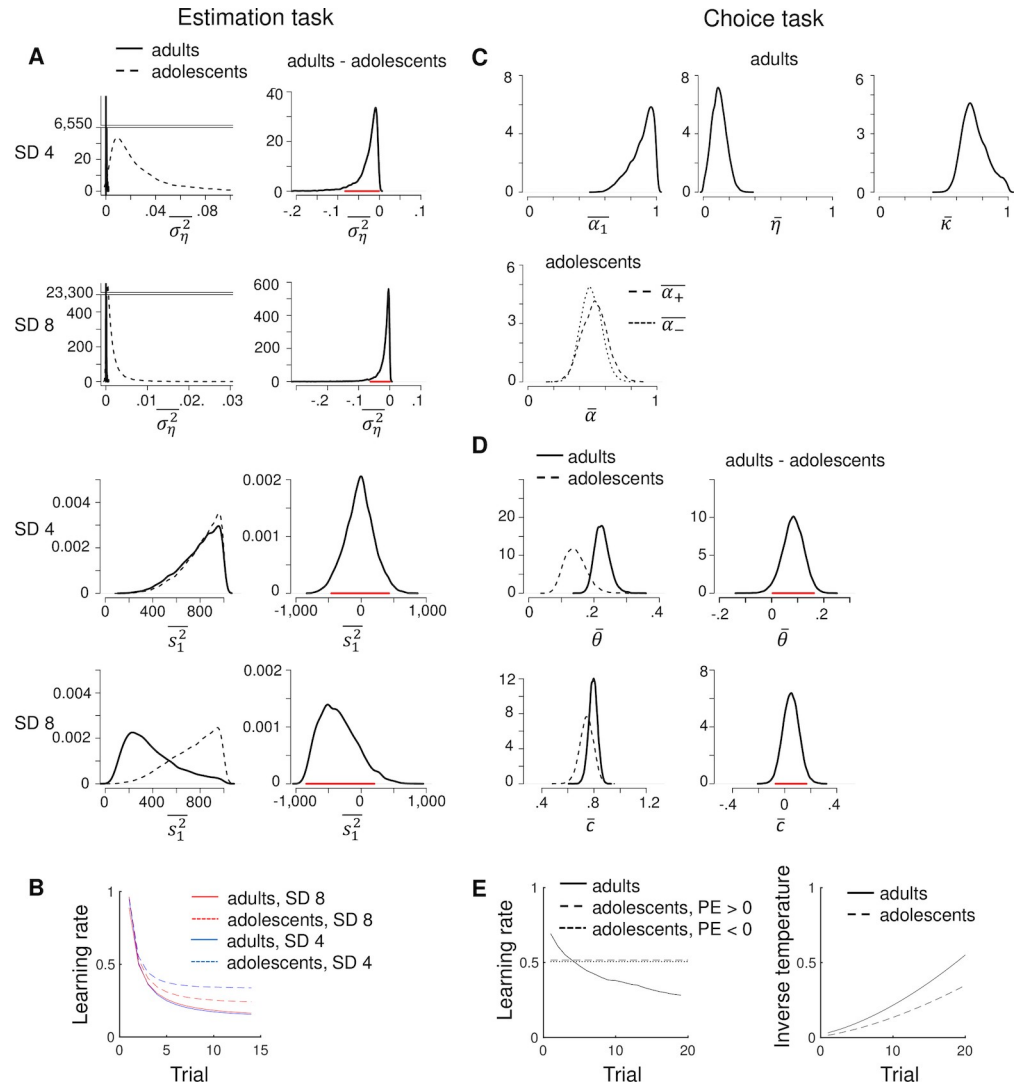 Estimation task
Choice task
A
adults
adolescents
adults - adolescents
SD 4
6,550
20
0
0 .04 .08
σ²η
40
20
0
-.2 -.1 0 .1
σ²η
SD 8
23,300
400
200
0
0 .01 .02. .03
σ²η
600
400
200
0
-.2 -.1 0 .1
σ²η
SD 4
0.004
0.002
0
0 400 800
s²1
0.002
0.001
0
-1,000 0 1,000
s²1
SD 8
0.004
0.002
0
0 400 800
s²1
0.002
0.001
0
-1,000 0 1,000
s²1
B
1
0.5
0
Learning rate
adults, SD 8
adolescents, SD 8
adults, SD 4
adolescents, SD 4
0 5 10 15
Trial
C
adults
8
4
0
0 1
α1
8
4
0
0 1
η̄
6
3
0
0 1
κ̄
adolescents
6
3
0
α+
α−
0 1
ᾱ
D
adults
adolescents
adults - adolescents
20
10
0
0 .2 .4
θ̄
10
5
0
-.2 0 .2
θ̄
12
8
4
0
.4 .8 1.2
c̄
8
4
0
-.4 0 .4
c̄
E
1
0.5
0
Learning rate
adults
adolescents, PE > 0
adolescents, PE < 0
0 10 20
Trial
1
0.5
0
Inverse temperature
adults
adolescents
0 10 20
Trial